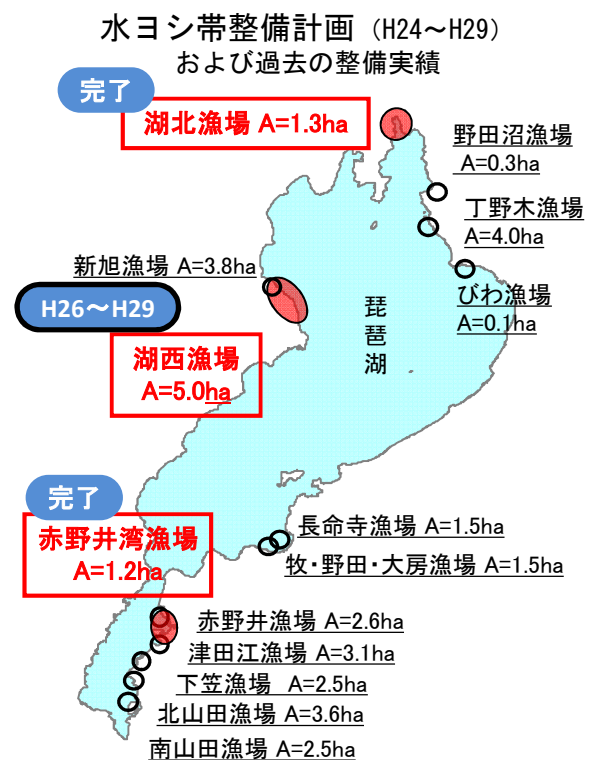 水ヨシ帯整備計画（H24～H29）
および過去の整備実績
完了
湖北漁場 A=1.3ha
野田沼漁場
A=0.3ha
丁野木漁場
A=4.0ha
びわ漁場
A=0.1ha
新旭漁場 A=3.8ha
H26～H29
湖西漁場
A=5.0ha
琵琶湖
完了
赤野井湾漁場
A=1.2ha
長命寺漁場 A=1.5ha
牧・野田・大房漁場 A=1.5ha
赤野井漁場 A=2.6ha
津田江漁場 A=3.1ha
下笠漁場 A=2.5ha
北山田漁場 A=3.6ha
南山田漁場 A=2.5ha